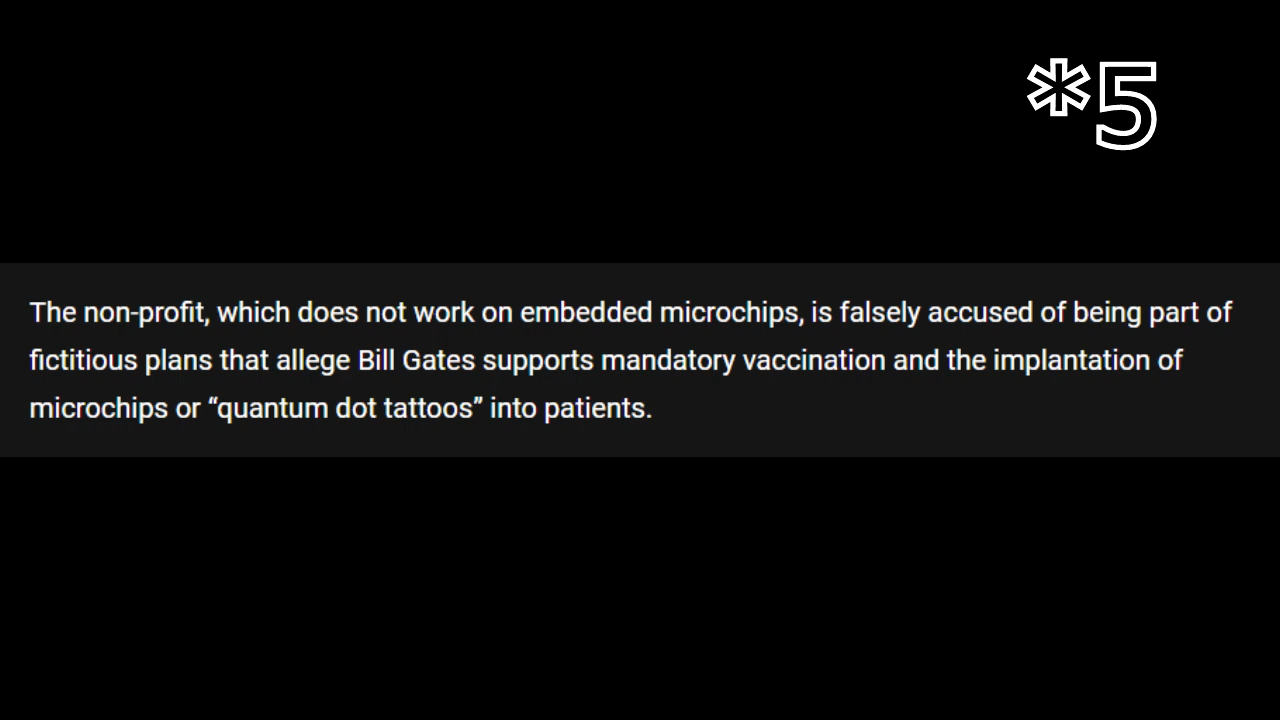 *5
The non-profit, which does not work on embedded microchips, is falsely accused of being part of
fictitious plans that allege Bill Gates supports mandatory vaccination and the implantation of
microchips or “quantum dot tattoos” into patients.